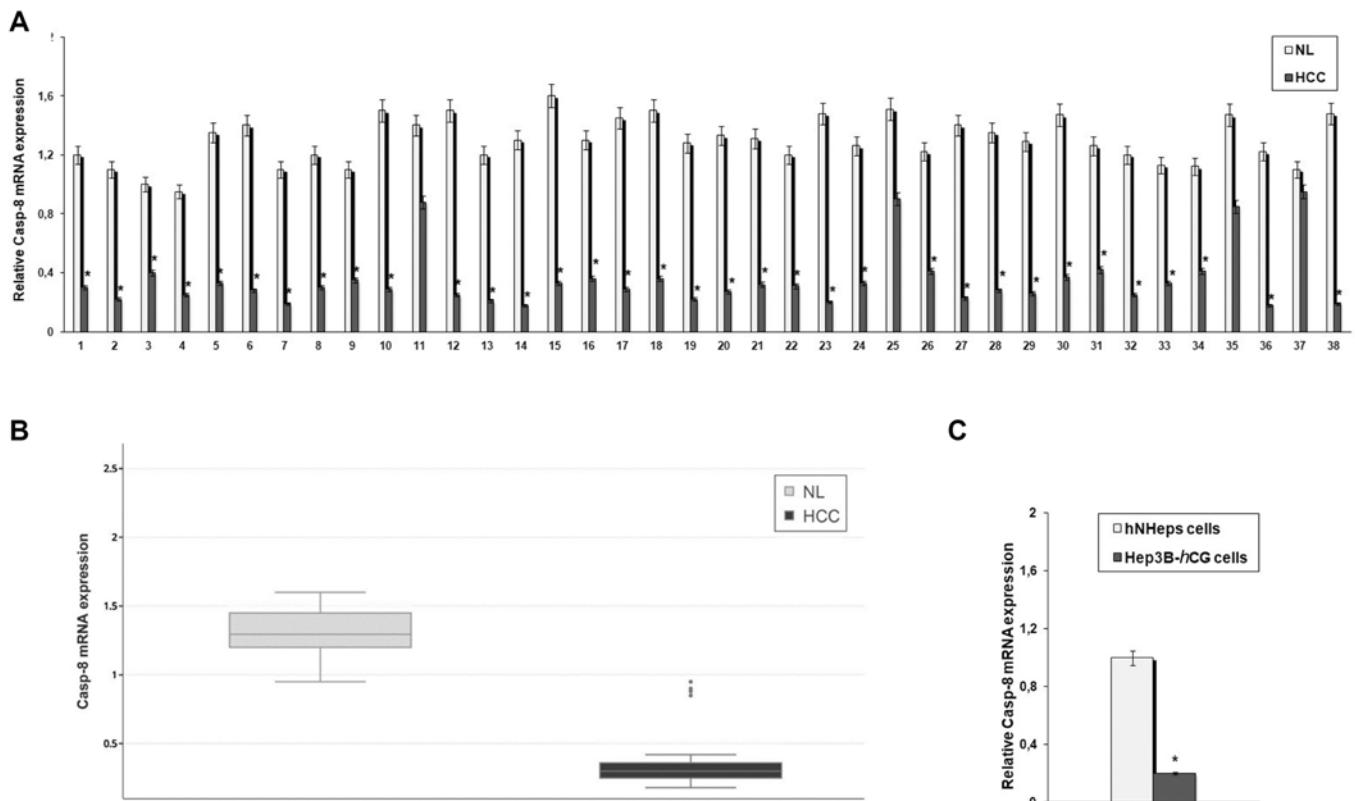 A
NL
HCC
Relative Casp-8 mRNA expression
1,6
1,2
0,8
0,4
0
* * * * * * * * * * * * * * * * * * * * * * * * * * * * * * * * * *
1 2 3 4 5 6 7 8 9 10 11 12 13 14 15 16 17 18 19 20 21 22 23 24 25 26 27 28 29 30 31 32 33 34 35 36 37 38
B
NL
HCC
Casp-8 mRNA expression
2.5
2
1.5
1
0.5
C
hNHeps cells
Hep3B-hCG cells
Relative Casp-8 mRNA expression
2
1,6
1,2
0,8
0,4
*